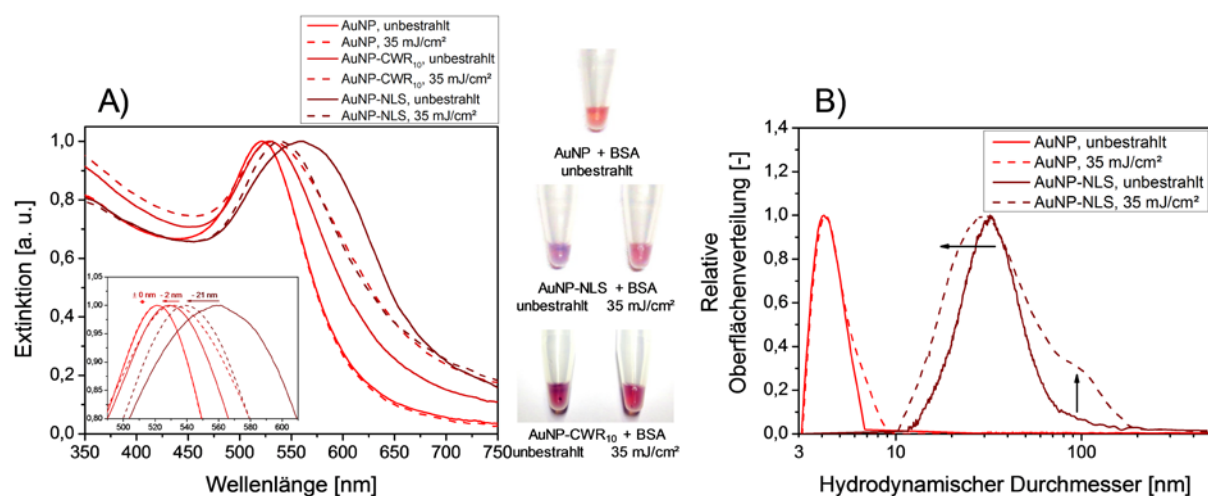 A)
AuNP, unbestrahlt
AuNP, 35 mJ/cm²
AuNP-CWR₁₀, unbestrahlt
AuNP-CWR₁₀, 35 mJ/cm²
AuNP-NLS, unbestrahlt
AuNP-NLS, 35 mJ/cm²
Extinktion [a. u.]
1,0
0,8
0,6
0,4
0,2
0,0
350 400 450 500 550 600 650 700 750
Wellenlänge [nm]
1,05
1,00
0,95
0,90
0,85
0,80
± 0 nm - 2 nm - 21 nm
500 520 540 560 580 600
AuNP + BSA
unbestrahlt
AuNP-NLS + BSA
unbestrahlt 35 mJ/cm²
AuNP-CWR₁₀ + BSA
unbestrahlt 35 mJ/cm²
B)
AuNP, unbestrahlt
AuNP, 35 mJ/cm²
AuNP-NLS, unbestrahlt
AuNP-NLS, 35 mJ/cm²
Relative
Oberflächenverteilung [-]
1,4
1,2
1,0
0,8
0,6
0,4
0,2
0,0
3 10 100
Hydrodynamischer Durchmesser [nm]